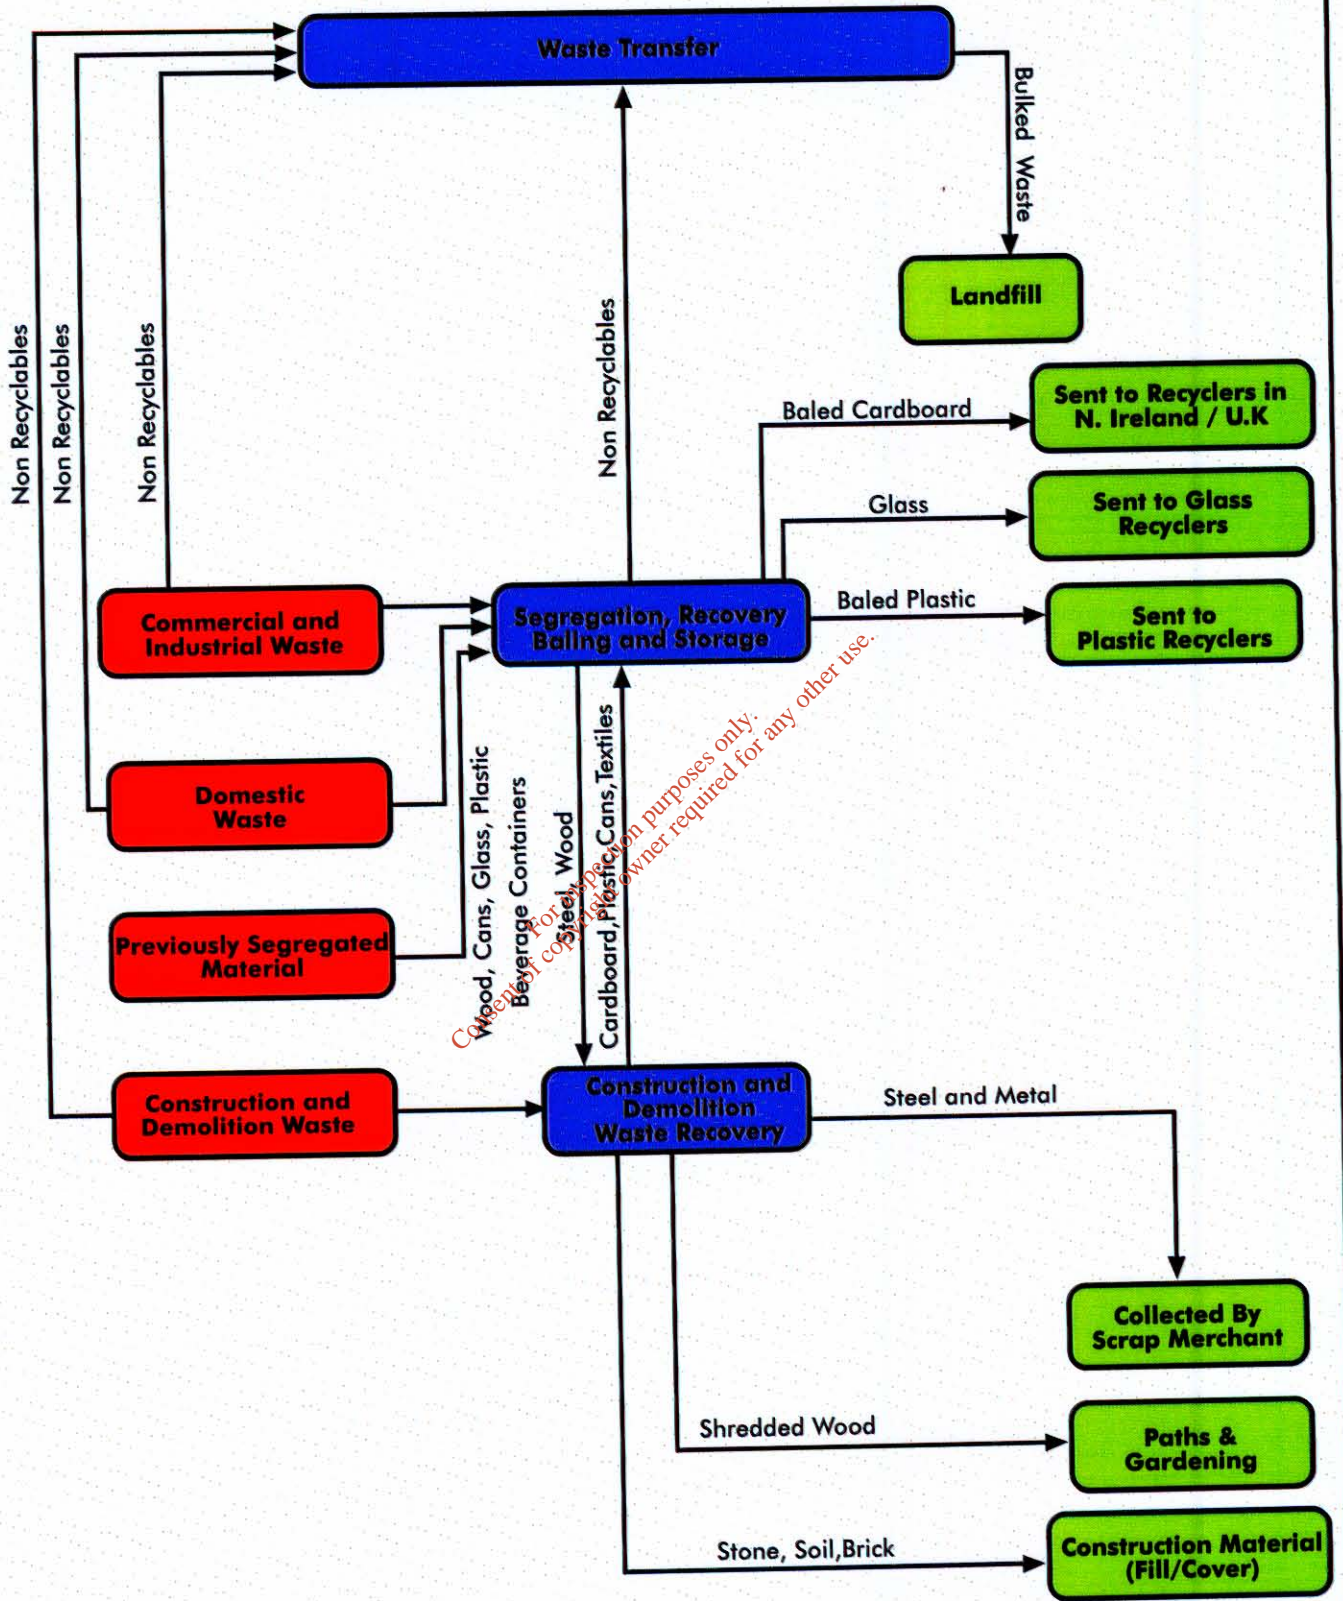 Waste Transfer
Bulked Waste
Landfill
Non Recyclables
Non Recyclables
Non Recyclables
Non Recyclables
Baled Cardboard
Sent to Recyclers in
N. Ireland / U.K
Glass
Sent to Glass
Recyclers
Commercial and
Industrial Waste
Segregation, Recovery
Baling and Storage
Baled Plastic
Sent to
Plastic Recyclers
Domestic
Waste
Previously Segregated
Material
Wood, Cans, Glass, Plastic
Beverage Containers
Steel, Wood
Cardboard,Plastic,Cans,Textiles
For inspection purposes only.
Consent of copyright owner required for any other use.
Construction and
Demolition Waste
Construction and
Demolition
Waste Recovery
Steel and Metal
Collected By
Scrap Merchant
Shredded Wood
Paths &
Gardening
Stone, Soil,Brick
Construction Material
(Fill/Cover)